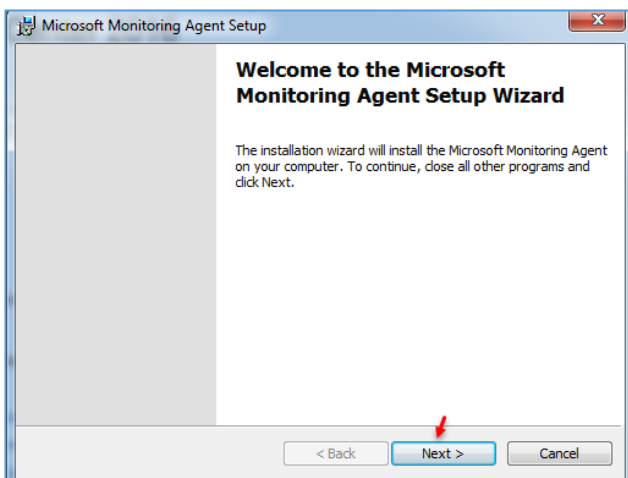 Microsoft Monitoring Agent Setup
Welcome to the Microsoft
Monitoring Agent Setup Wizard
The installation wizard will install the Microsoft Monitoring Agent
on your computer. To continue, close all other programs and
click Next.
< Back
Next >
Cancel